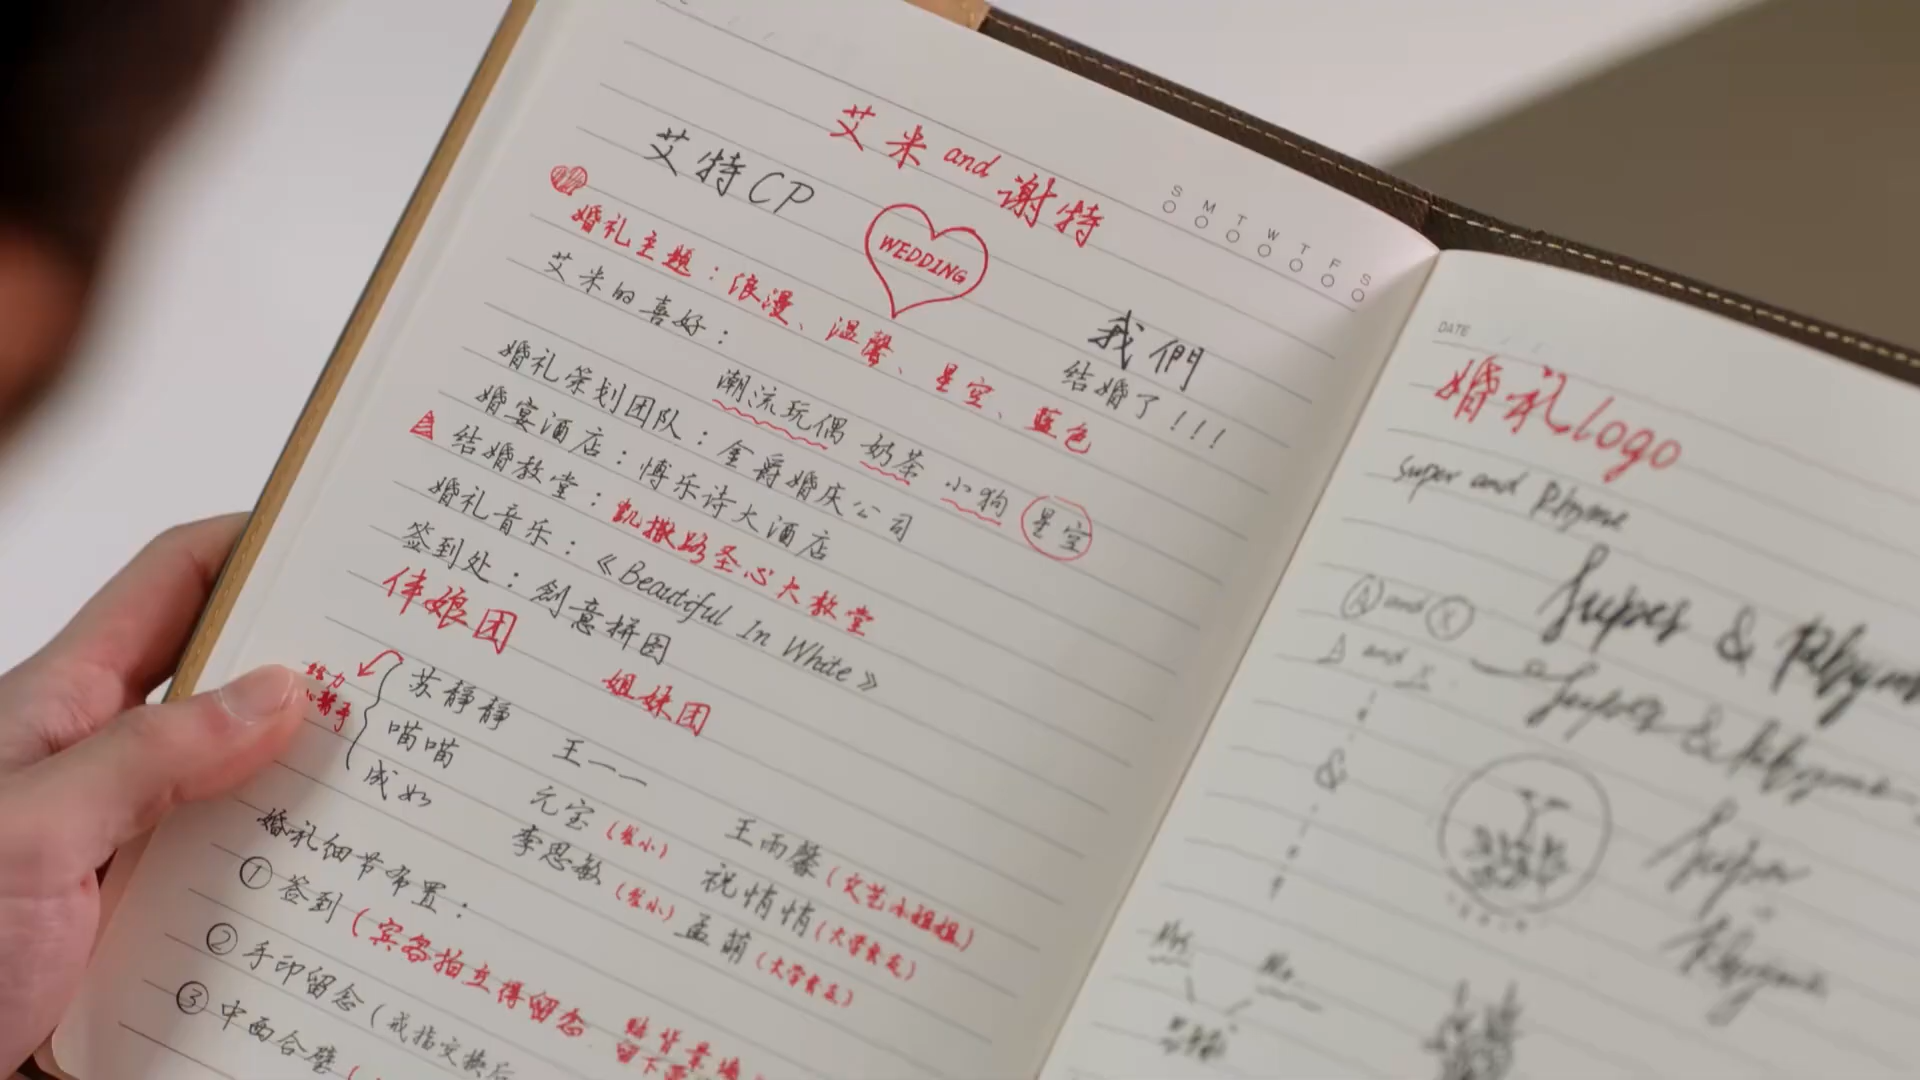 艾米 and 谢特
艾特CP
WEDDING
S M T W T F S
我們
结婚了!!!
婚礼主题：浪漫、温馨、星空、蓝色
艾米的喜好：
潮流玩偶 奶茶 小狗 星空
婚礼策划团队：金爵婚庆公司
婚宴酒店：博乐诗大酒店
结婚教堂：凯撒路圣心大教堂
婚礼音乐：《Beautiful In White》
签到处：創意拼图
伴娘团
姐妹团
给力
小帮手
苏静静
喵喵
成如
王一一
元宝（发小）
李思敏（发小）
王雨馨（文艺小姐姐）
祝悄悄（大学室友）
孟萌（大学室友）
婚礼细节布置：
① 签到（宾客拍立得留念
② 手印留念（戒指交换后
③ 中西合璧（
DATE
婚礼logo
Super and Rhyme
A and X
&